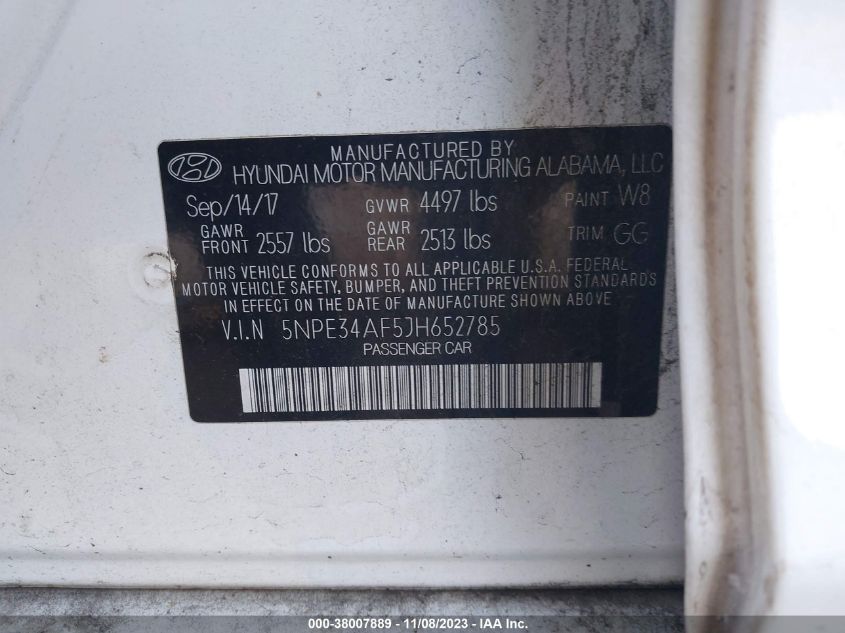 MANUFACTURED BY
HYUNDAI MOTOR MANUFACTURING ALABAMA, LLC
Sep/14/17 GVWR 4497 lbs PAINT W8
GAWR FRONT 2557 lbs GAWR REAR 2513 lbs TRIM GG
THIS VEHICLE CONFORMS TO ALL APPLICABLE U.S.A. FEDERAL
MOTOR VEHICLE SAFETY, BUMPER, AND THEFT PREVENTION STANDARDS
IN EFFECT ON THE DATE OF MANUFACTURE SHOWN ABOVE
V.I.N 5NPE34AF5JH652785
PASSENGER CAR
000-38007889 - 11/08/2023 - IAA Inc.